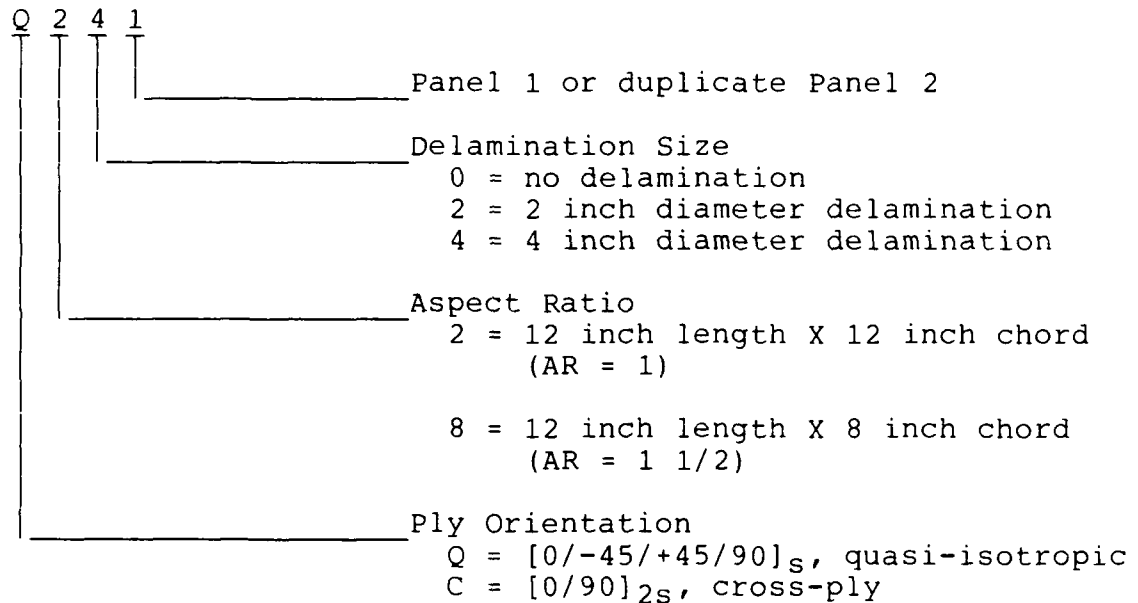 Q 2 4 1
Panel 1 or duplicate Panel 2
Delamination Size
0 = no delamination
2 = 2 inch diameter delamination
4 = 4 inch diameter delamination
Aspect Ratio
2 = 12 inch length X 12 inch chord
(AR = 1)
8 = 12 inch length X 8 inch chord
(AR = 1 1/2)
Ply Orientation
Q = [0/-45/+45/90]s, quasi-isotropic
C = [0/90]2s, cross-ply